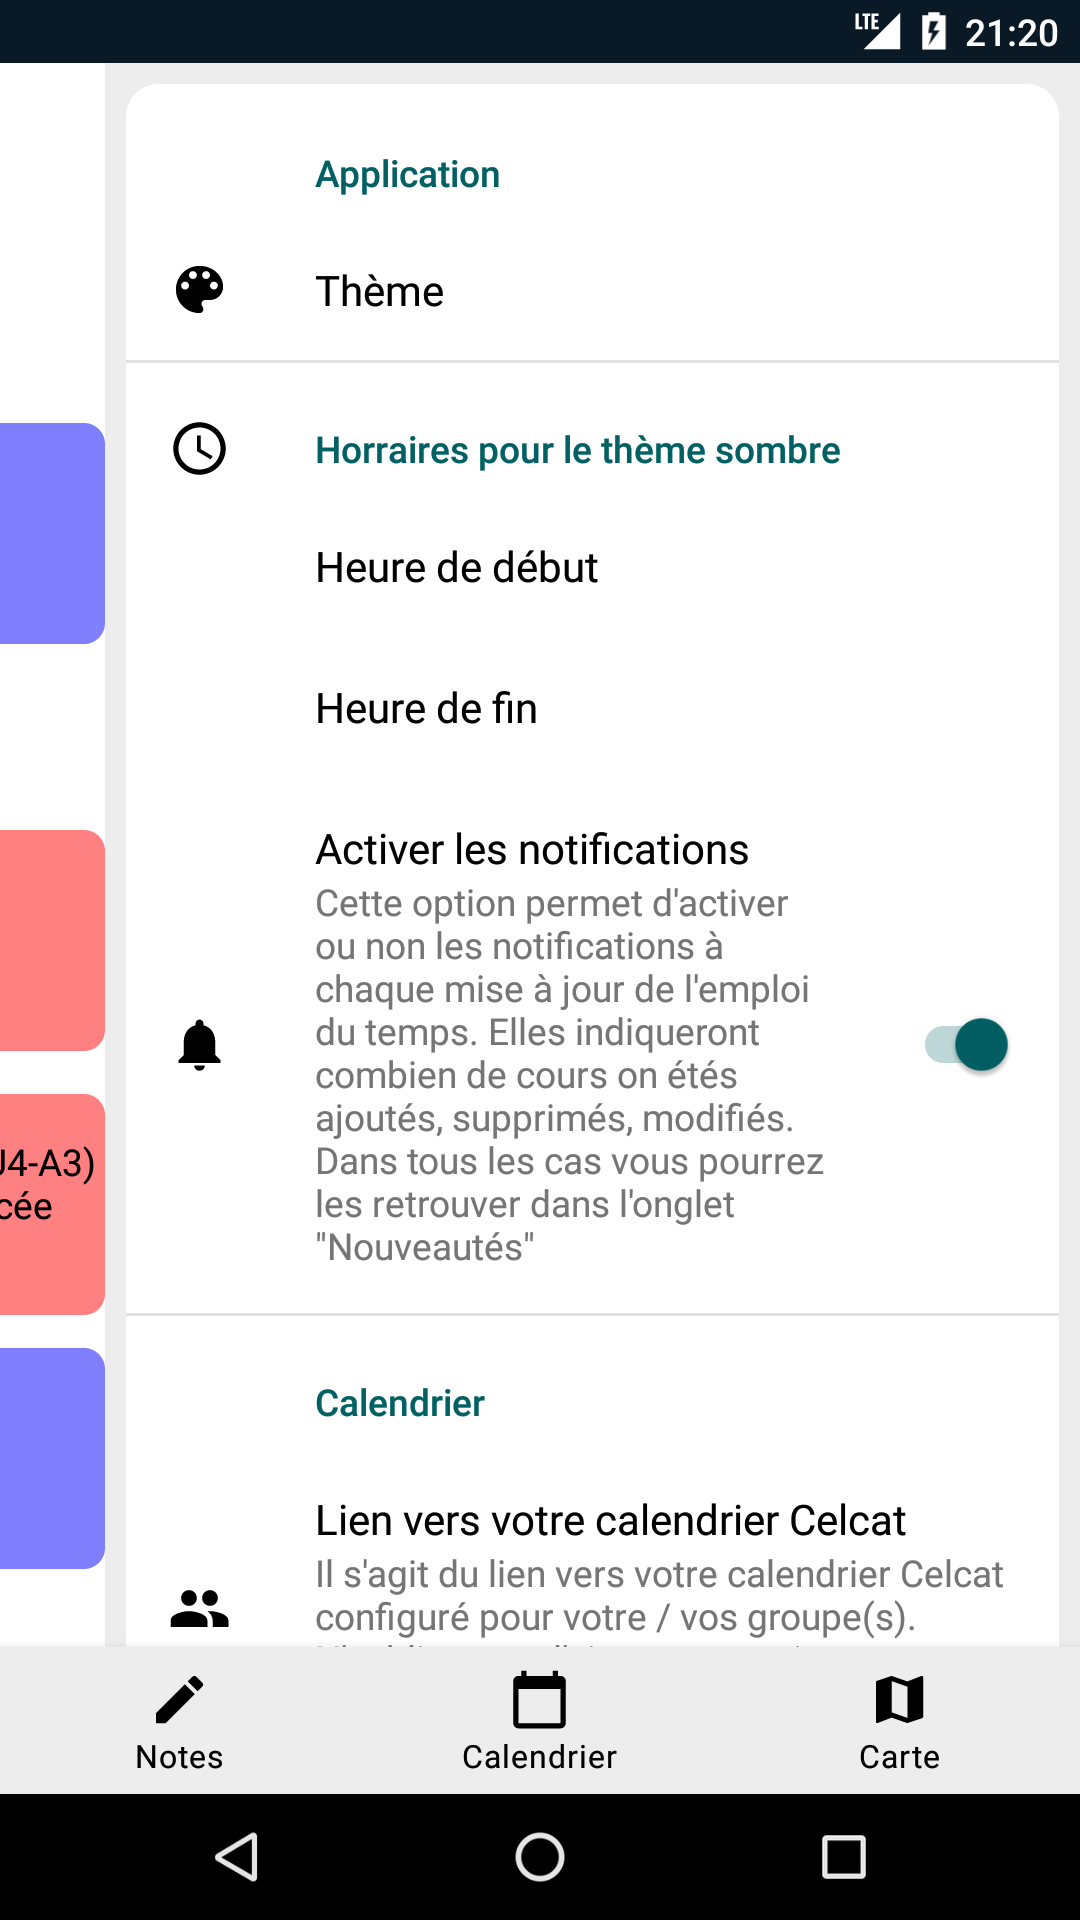 LTE 21:20
Application
Thème
Horraires pour le thème sombre
Heure de début
Heure de fin
Activer les notifications
Cette option permet d'activer
ou non les notifications à
chaque mise à jour de l'emploi
du temps. Elles indiqueront
combien de cours on étés
ajoutés, supprimés, modifiés.
Dans tous les cas vous pourrez
les retrouver dans l'onglet
"Nouveautés"
4-A3)
cée
Calendrier
Lien vers votre calendrier Celcat
Il s'agit du lien vers votre calendrier Celcat
configuré pour votre / vos groupe(s).
Notes
Calendrier
Carte